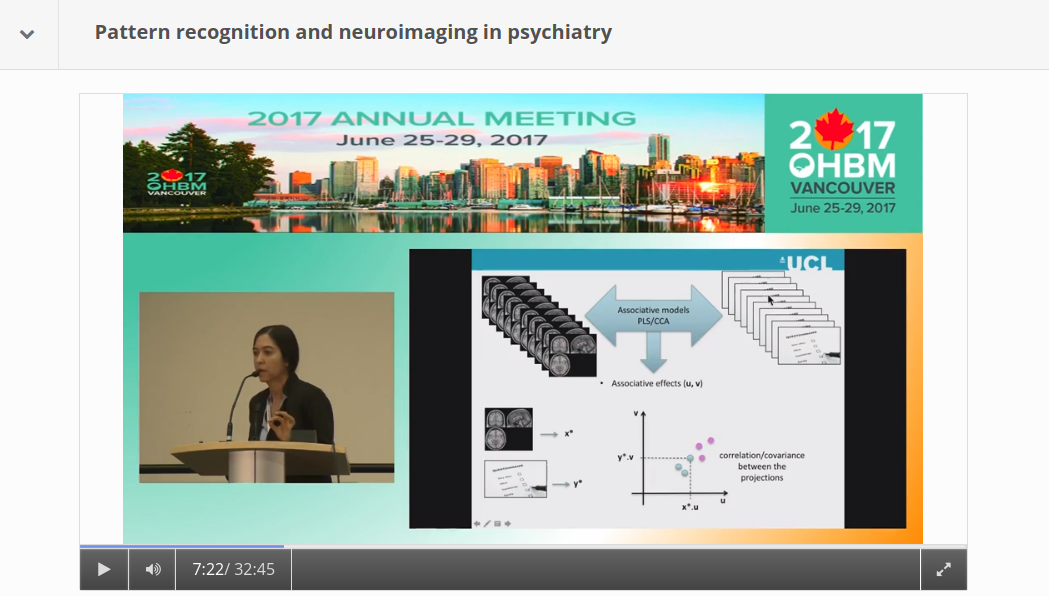 Pattern recognition and neuroimaging in psychiatry
2017 ANNUAL MEETING
June 25-29, 2017
2017
OHBM
VANCOUVER
2017
OHBM
VANCOUVER
June 25-29, 2017
UCL
Associative models
PLS/CCA
• Associative effects (u, v)
x*
y*
v
y*.v
x*.u
u
correlation/covariance
between the
projections
7:22/ 32:45